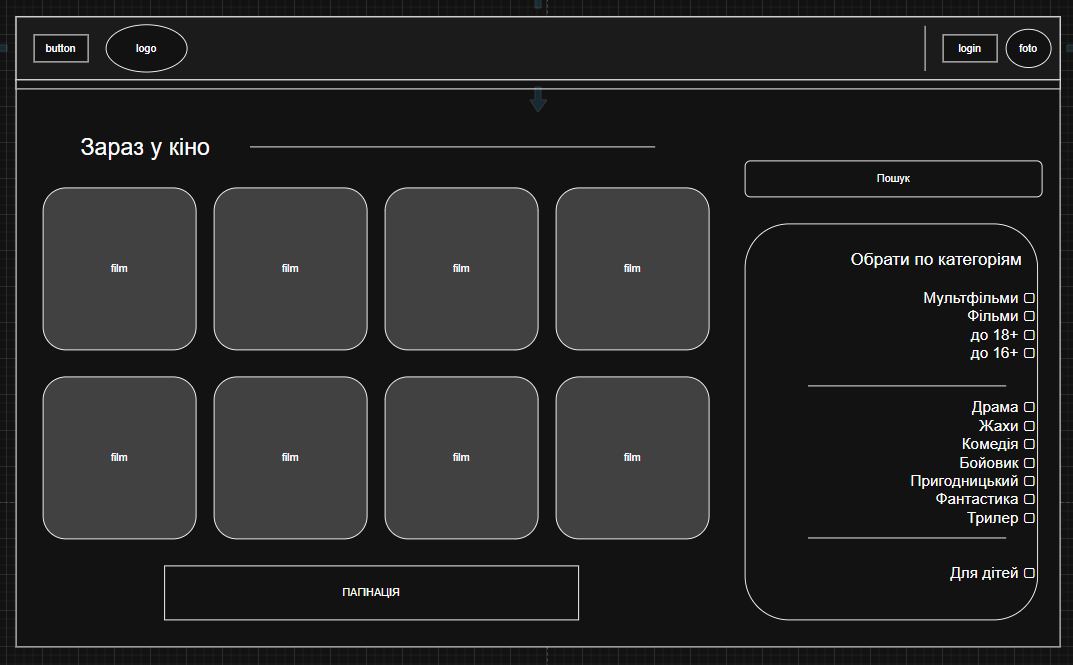 button
logo
login
foto
Зараз у кіно
film
film
film
film
film
film
film
film
ПАГІНАЦІЯ
Пошук
Обрати по категоріям
Мультфільми
Фільми
до 18+
до 16+
Драма
Жахи
Комедія
Бойовик
Пригодницький
Фантастика
Трилер
Для дітей